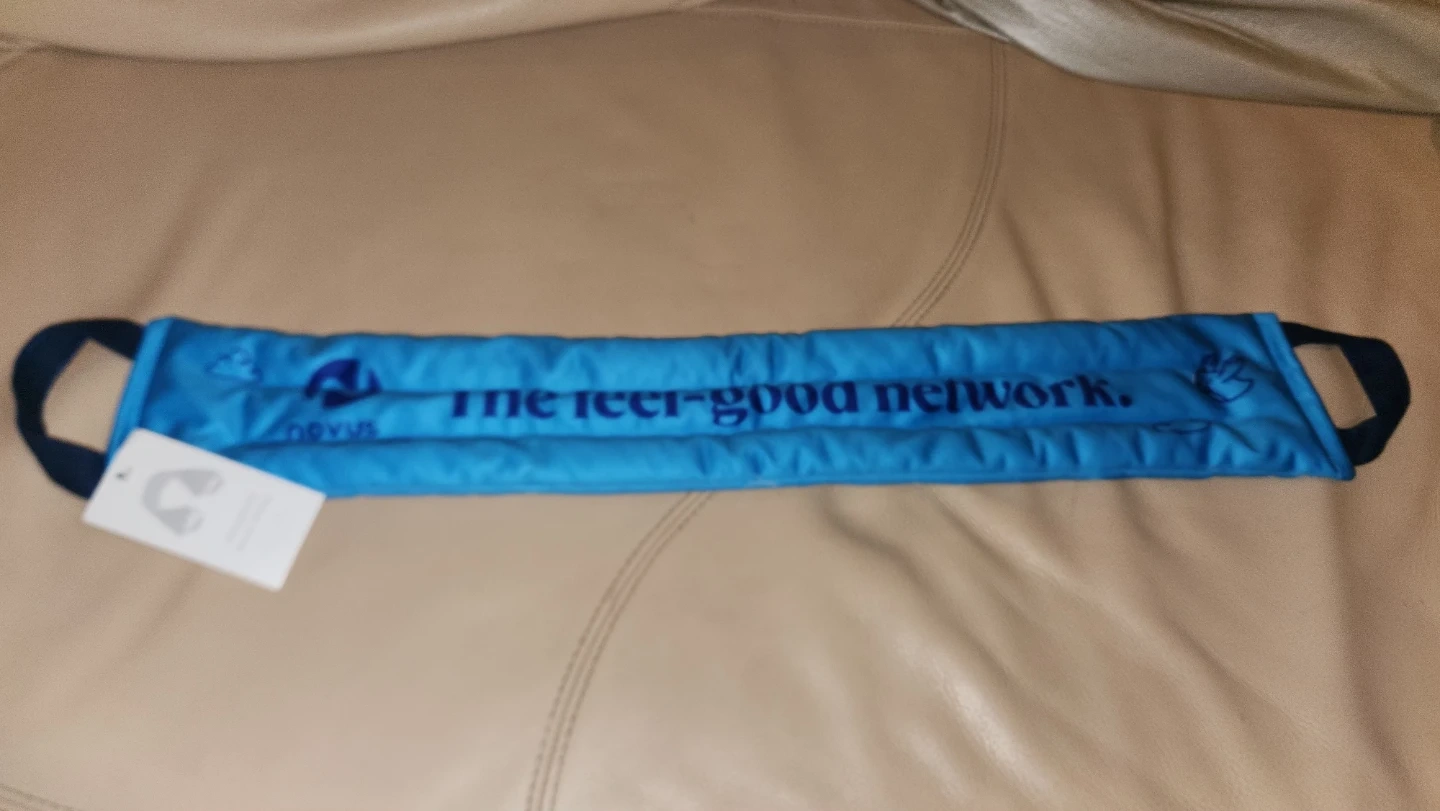 novus
The feel-good network.